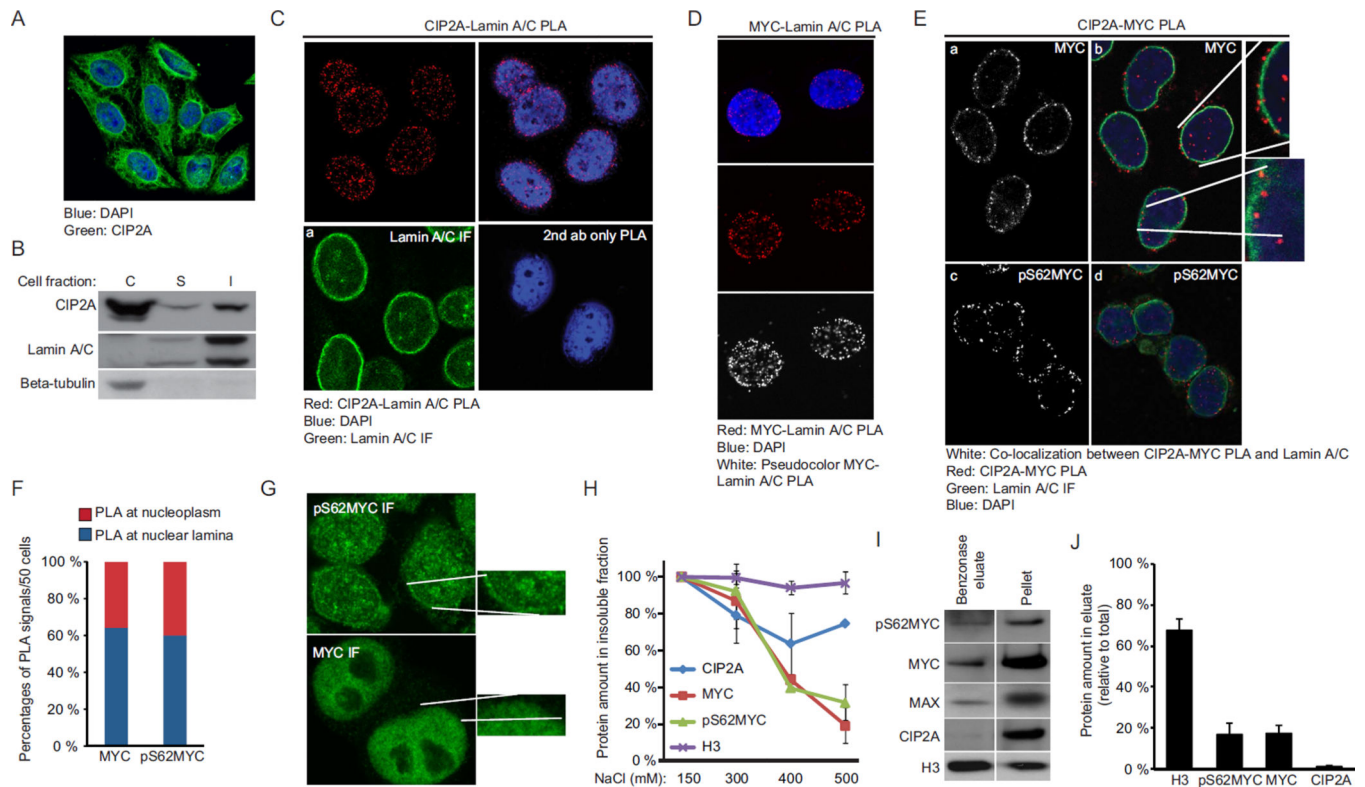 A
Blue: DAPI
Green: CIP2A
B
Cell fraction: C S I
CIP2A
Lamin A/C
Beta-tubulin
C
CIP2A-Lamin A/C PLA
a
Lamin A/C IF
2nd ab only PLA
Red: CIP2A-Lamin A/C PLA
Blue: DAPI
Green: Lamin A/C IF
D
MYC-Lamin A/C PLA
Red: MYC-Lamin A/C PLA
Blue: DAPI
White: Pseudocolor MYC-
Lamin A/C PLA
E
CIP2A-MYC PLA
a MYC
b MYC
c pS62MYC
d pS62MYC
White: Co-localization between CIP2A-MYC PLA and Lamin A/C
Red: CIP2A-MYC PLA
Green: Lamin A/C IF
Blue: DAPI
F
PLA at nucleoplasm
PLA at nuclear lamina
Percentages of PLA signals/50 cells
100 %
80 %
60 %
40 %
20 %
0 %
MYC pS62MYC
G
pS62MYC IF
MYC IF
H
Protein amount in insoluble fraction
100 %
80 %
60 %
40 %
20 %
0 %
CIP2A
MYC
pS62MYC
H3
NaCl (mM): 150 300 400 500
I
Benzonase
eluate
Pellet
pS62MYC
MYC
MAX
CIP2A
H3
J
Protein amount in eluate
(relative to total)
100 %
80 %
60 %
40 %
20 %
0 %
H3 pS62MYC MYC CIP2A